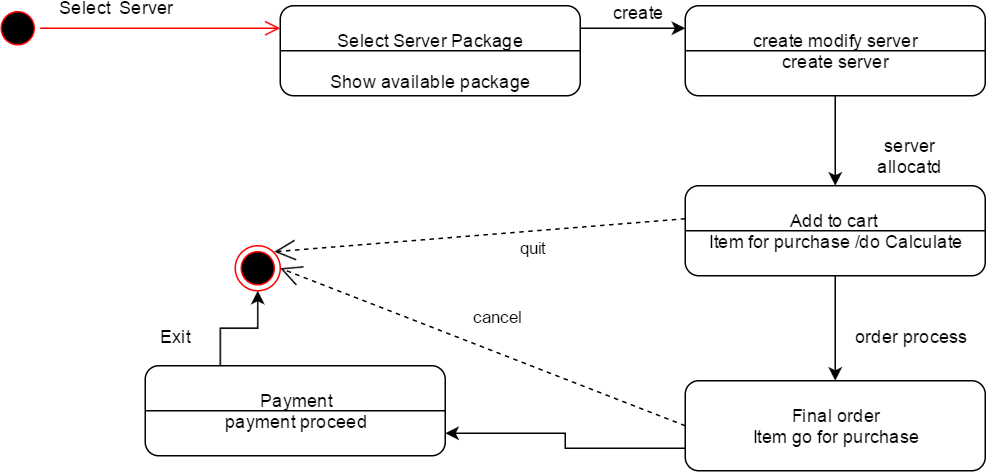 Select Server
create
Select Server Package
Show available package
create modify server
create server
server
allocatd
Add to cart
Item for purchase /do Calculate
quit
cancel
order process
Exit
Payment
payment proceed
Final order
Item go for purchase